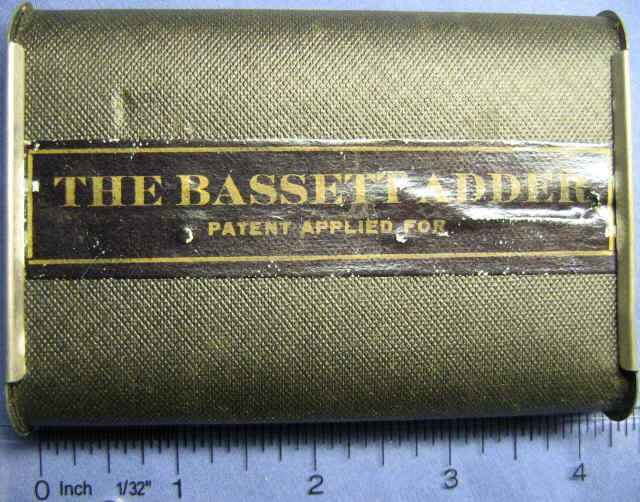 THE BASSETT ADDER
PATENT APPLIED FOR
0 Inch 1/32" 1 2 3 4